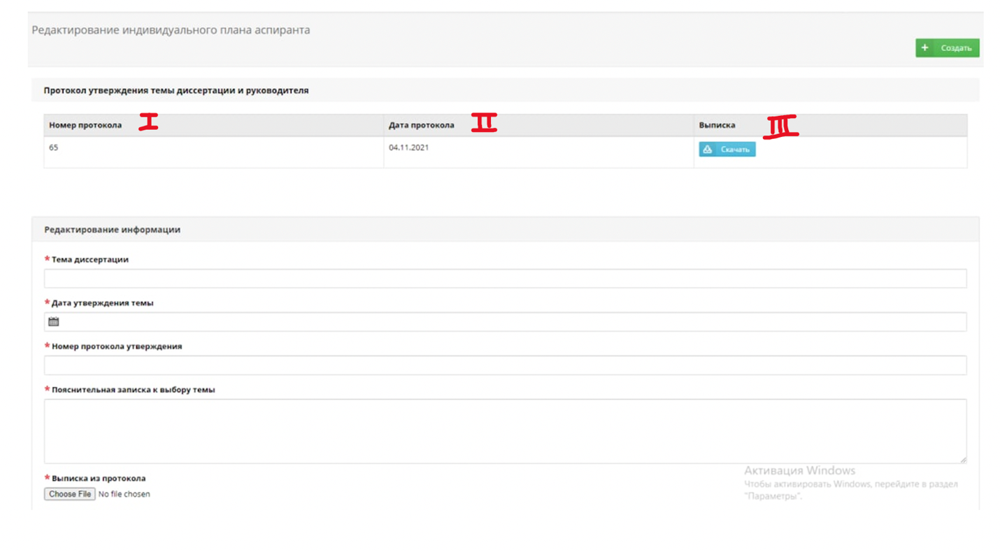 Редактирование индивидуального плана аспиранта
+ Создать
Протокол утверждения темы диссертации и руководителя
Номер протокола I Дата протокола II Выписка III
65 04.11.2021 Скачать
Редактирование информации
* Тема диссертации
* Дата утверждения темы
* Номер протокола утверждения
* Пояснительная записка к выбору темы
* Выписка из протокола
Choose File No file chosen
Активация Windows
Чтобы активировать Windows, перейдите в раздел
"Параметры".